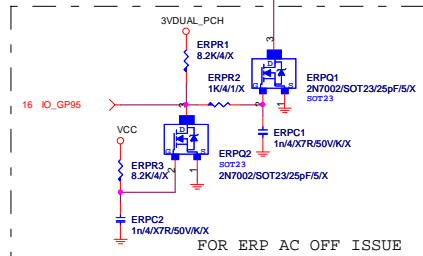 3VDUAL_PCH
3
ERPR1
8.2K/4/X
ERPR2
1K/4/1/X
D
G
S
ERPQ1
2N7002/SOT23/25pF/5/X
SOT23
2
1
16 IO_GP95
3
VCC
D
G
S
ERPC1
1n/4/X7R/50V/K/X
ERPQ2
SOT23
2N7002/SOT23/25pF/5/X
ERPR3
8.2K/4/X
2
1
ERPC2
1n/4/X7R/50V/K/X
FOR ERP AC OFF ISSUE